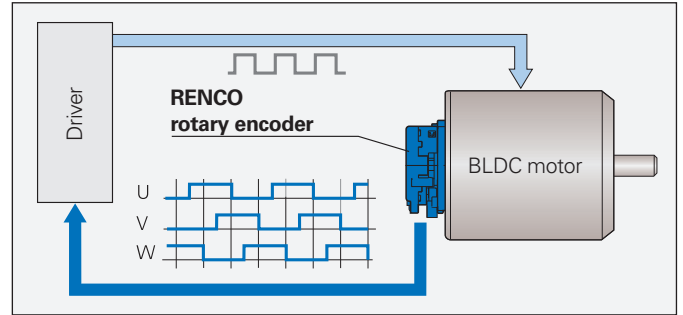 Driver
RENCO
rotary encoder
BLDC motor
U
V
W